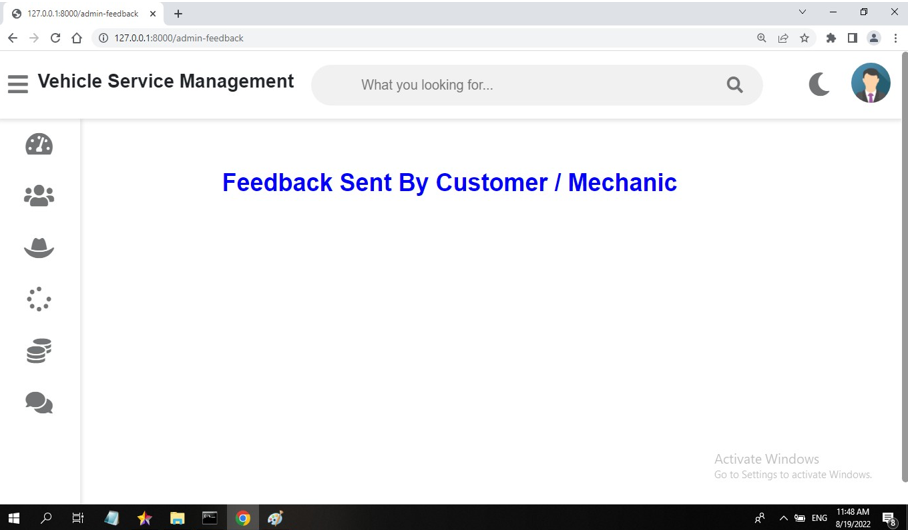 127.0.0.1:8000/admin-feedback
127.0.0.1:8000/admin-feedback
Vehicle Service Management
What you looking for...
Feedback Sent By Customer / Mechanic
Activate Windows
Go to Settings to activate Windows.
ENG
11:48 AM
8/19/2022
8